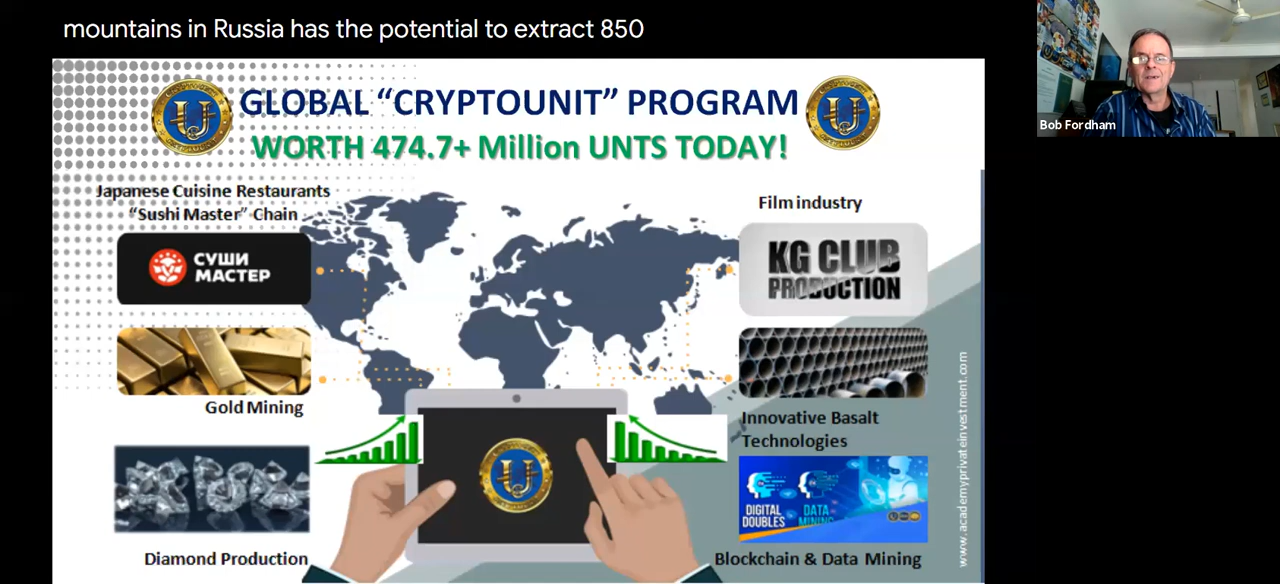 mountains in Russia has the potential to extract 850
GLOBAL “CRYPTOUNIT” PROGRAM
WORTH 474.7+ Million UNTS TODAY!
Japanese Cuisine Restaurants
“Sushi Master” Chain
СУШИ
МАСТЕР
Gold Mining
Diamond Production
Film industry
KG CLUB
PRODUCTION
Innovative Basalt
Technologies
DIGITAL
DOUBLES
DATA
MINING
Blockchain & Data Mining
www.academyprivateinvestment.com
Bob Fordham